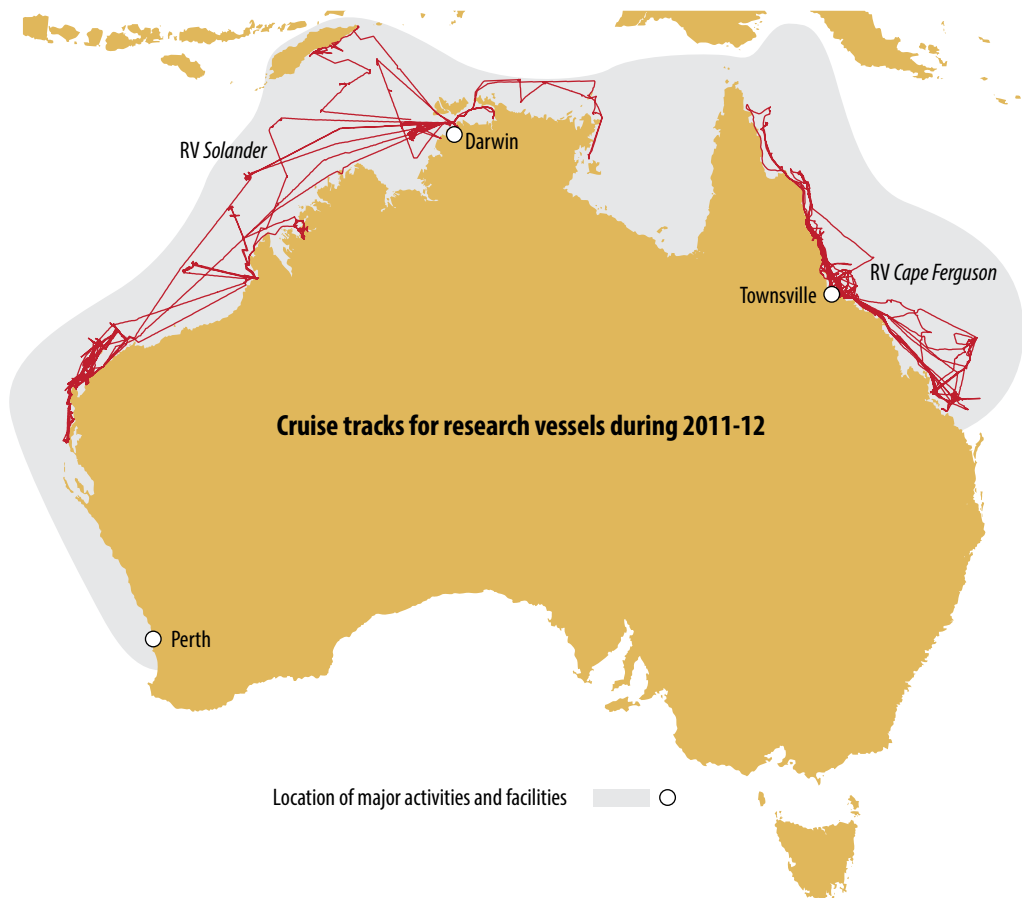 RV Solander
Darwin
RV Cape Ferguson
Townsville
Cruise tracks for research vessels during 2011-12
Perth
Location of major activities and facilities